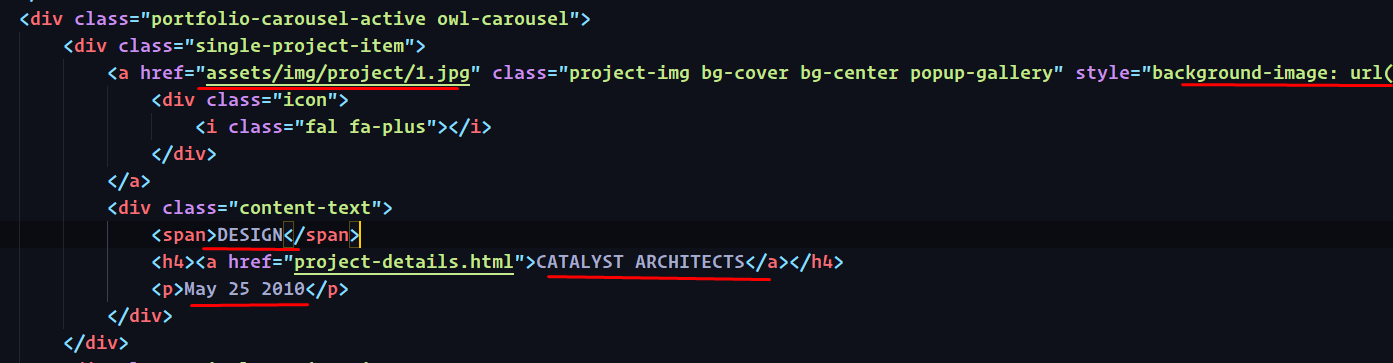 <div class="portfolio-carousel-active owl-carousel">
<div class="single-project-item">
<a href="assets/img/project/1.jpg" class="project-img bg-cover bg-center popup-gallery" style="background-image: url(
<div class="icon">
<i class="fal fa-plus"></i>
</div>
</a>
<div class="content-text">
<span>DESIGN</span>
<h4><a href="project-details.html">CATALYST ARCHITECTS</a></h4>
<p>May 25 2010</p>
</div>
</div>